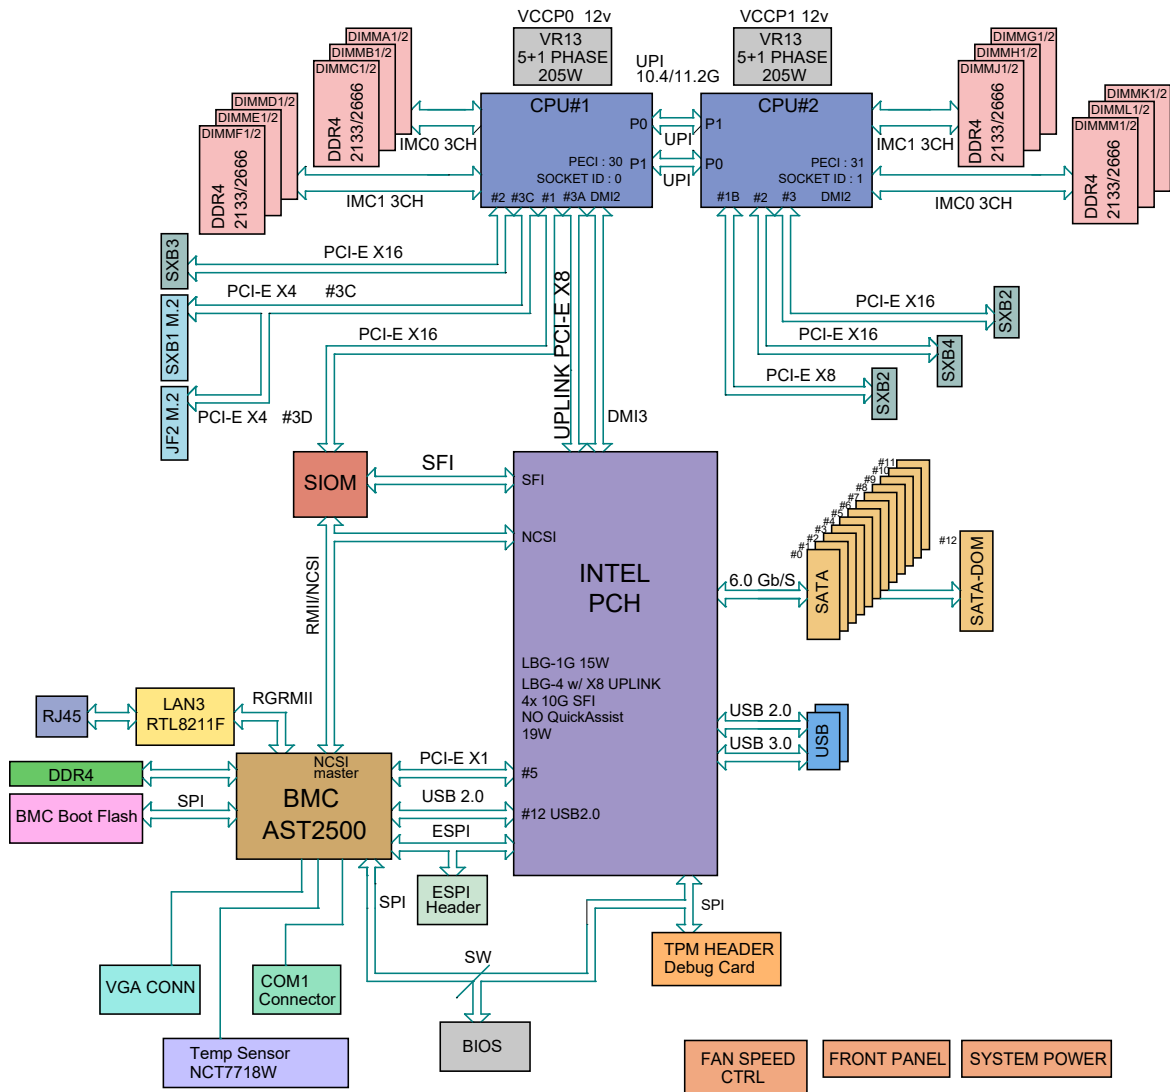 VCCP0 12v
VR13
5+1 PHASE
205W
VCCP1 12v
VR13
5+1 PHASE
205W
UPI
10.4/11.2G
DIMMA1/2
DIMMB1/2
DIMMC1/2
DDR4
2133/2666
DIMMD1/2
DIMME1/2
DIMMF1/2
DDR4
2133/2666
IMC0 3CH
IMC1 3CH
CPU#1
P0
P1
PECI : 30
SOCKET ID : 0
#2
#3C
#1
#3A
DMI2
UPI
UPI
CPU#2
P1
P0
PECI : 31
SOCKET ID : 1
#1B
#2
#3
DMI2
IMC1 3CH
IMC0 3CH
DIMMG1/2
DIMMH1/2
DIMMJ1/2
DDR4
2133/2666
DIMMK1/2
DIMML1/2
DIMMM1/2
DDR4
2133/2666
SXB3
PCI-E X16
SXB1 M.2
PCI-E X4 #3C
JF2 M.2
PCI-E X4 #3D
PCI-E X16
UPLINK PCI-E X8
DMI3
PCI-E X16
SXB2
PCI-E X16
SXB4
PCI-E X8
SXB2
SIOM
SFI
SFI
NCSI
RMII/NCSI
INTEL
PCH
LBG-1G 15W
LBG-4 w/ X8 UPLINK
4x 10G SFI
NO QuickAssist
19W
#5
#12 USB2.0
6.0 Gb/S
#11
#10
#9
#8
#7
#6
#5
#4
#3
#2
#1
#0
SATA
#12
SATA-DOM
USB 2.0
USB 3.0
USB
RJ45
LAN3
RTL8211F
RGRMII
DDR4
BMC Boot Flash
SPI
NCSI
master
BMC
AST2500
PCI-E X1
USB 2.0
ESPI
ESPI
Header
SPI
SPI
TPM HEADER
Debug Card
SW
BIOS
VGA CONN
COM1
Connector
Temp Sensor
NCT7718W
FAN SPEED
CTRL
FRONT PANEL
SYSTEM POWER